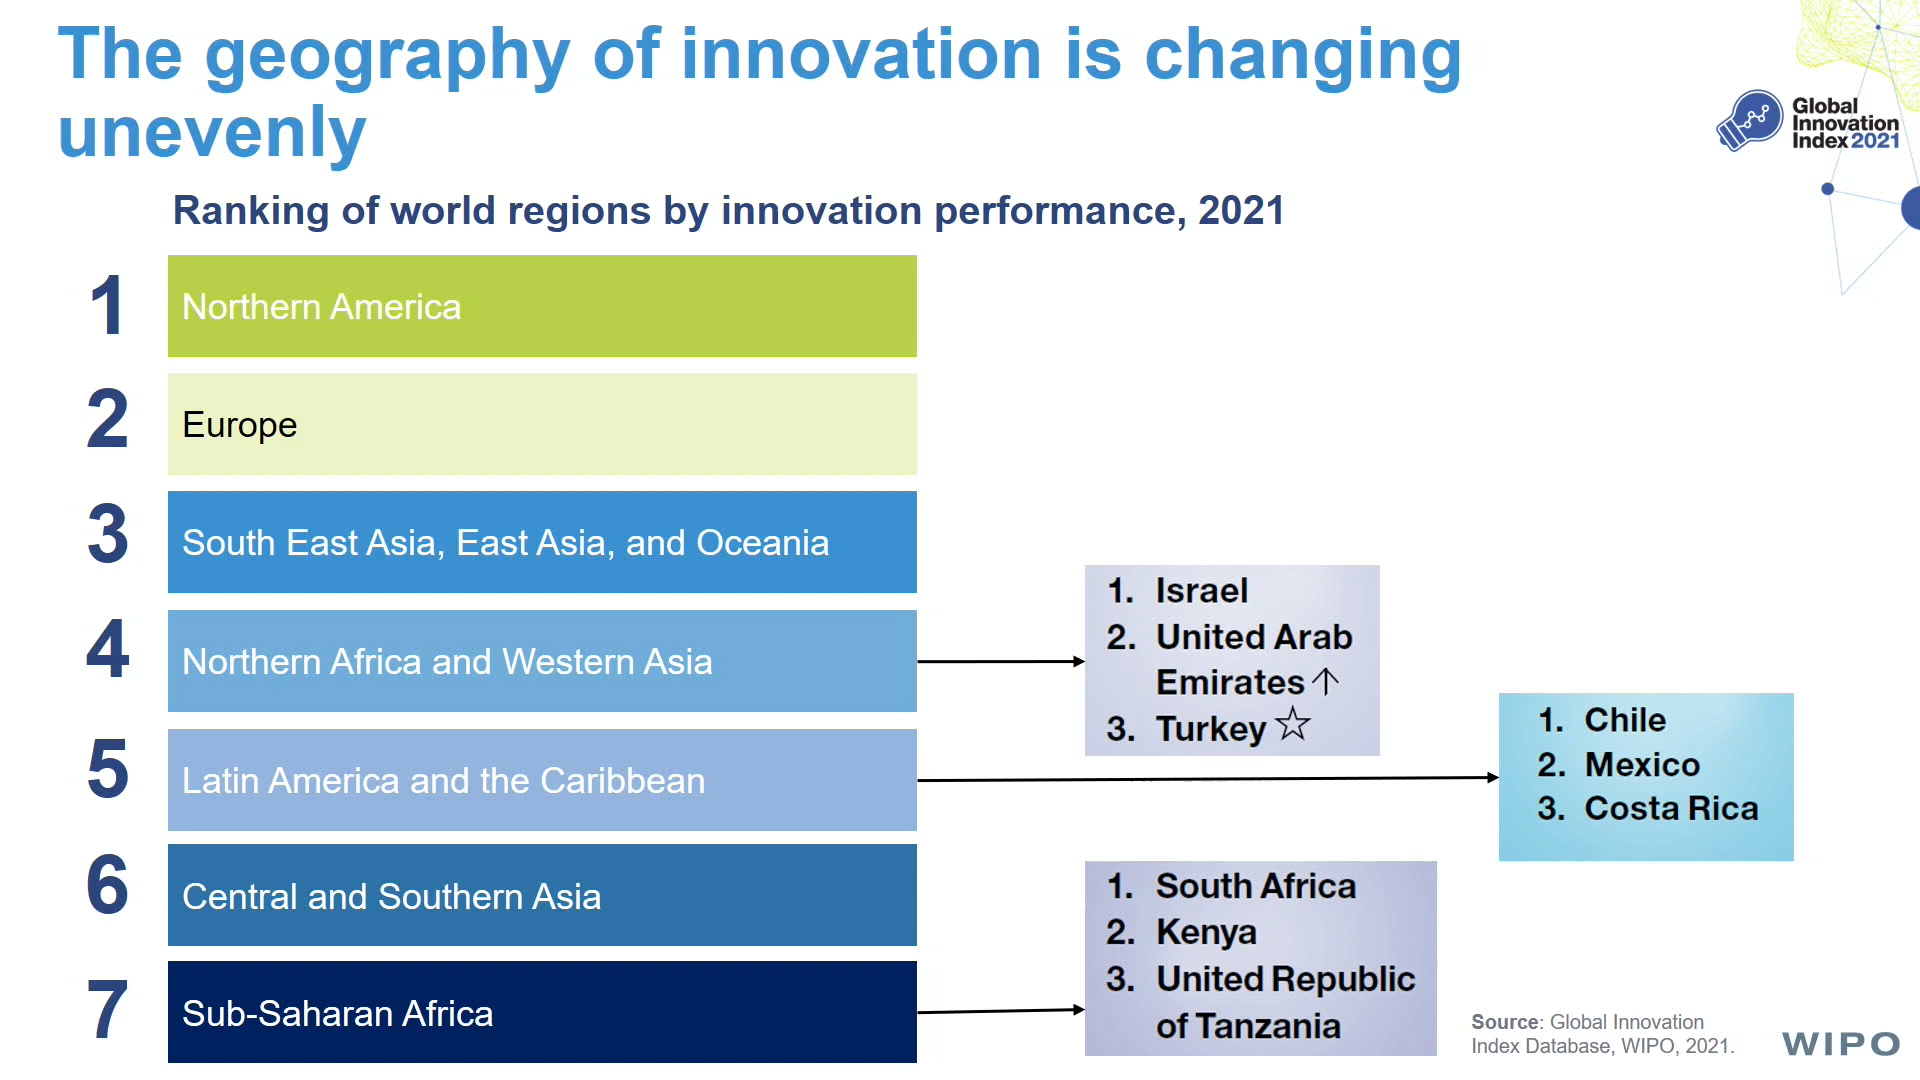 The geography of innovation is changing
unevenly
Global
Innovation
Index 2021
Ranking of world regions by innovation performance, 2021
1
Northern America
2
Europe
3
South East Asia, East Asia, and Oceania
4
Northern Africa and Western Asia
1. Israel
2. United Arab
Emirates ↑
3. Turkey ☆
5
Latin America and the Caribbean
1. Chile
2. Mexico
3. Costa Rica
6
Central and Southern Asia
7
Sub-Saharan Africa
1. South Africa
2. Kenya
3. United Republic
of Tanzania
Source: Global Innovation
Index Database, WIPO, 2021.
WIPO